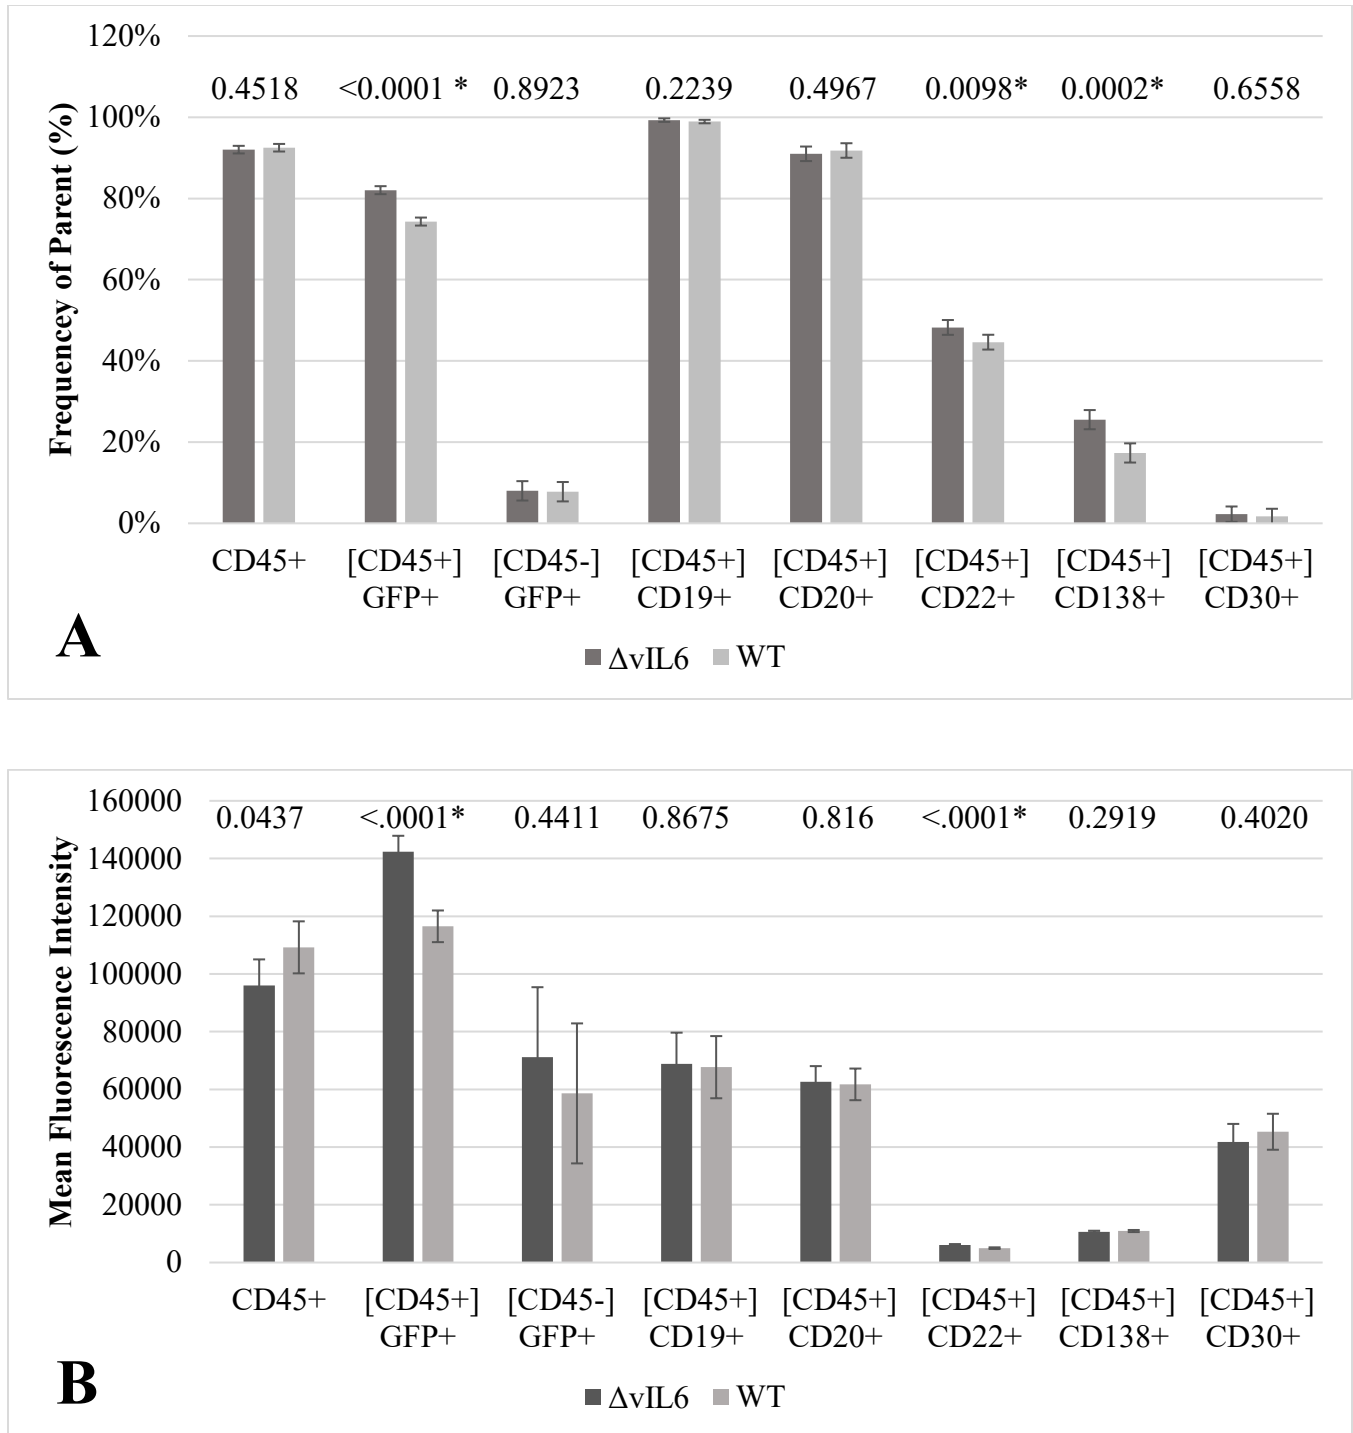 120%
100%
80%
60%
40%
20%
0%
Frequencey of Parent (%)
0.4518 <0.0001 * 0.8923 0.2239 0.4967 0.0098* 0.0002* 0.6558
CD45+ [CD45+] [CD45-] [CD45+] [CD45+] [CD45+] [CD45+] [CD45+]
GFP+ GFP+ CD19+ CD20+ CD22+ CD138+ CD30+
A
ΔvIL6 WT
160000
140000
120000
100000
80000
60000
40000
20000
0
Mean Fluorescence Intensity
0.0437 <.0001* 0.4411 0.8675 0.816 <.0001* 0.2919 0.4020
CD45+ [CD45+] [CD45-] [CD45+] [CD45+] [CD45+] [CD45+] [CD45+]
GFP+ GFP+ CD19+ CD20+ CD22+ CD138+ CD30+
B
ΔvIL6 WT